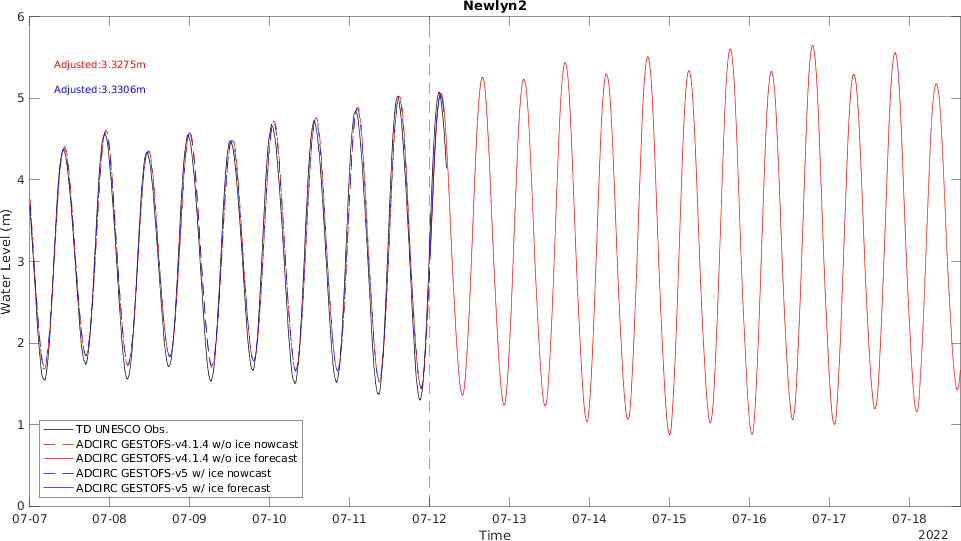 Newlyn2
6
Adjusted:3.3275m
Adjusted:3.3306m
5
4
3
2
1
0
Water Level (m)
TD UNESCO Obs.
ADCIRC GESTOFS-v4.1.4 w/o ice nowcast
ADCIRC GESTOFS-v4.1.4 w/o ice forecast
ADCIRC GESTOFS-v5 w/ ice nowcast
ADCIRC GESTOFS-v5 w/ ice forecast
07-07 07-08 07-09 07-10 07-11 07-12 07-13 07-14 07-15 07-16 07-17 07-18
Time
2022